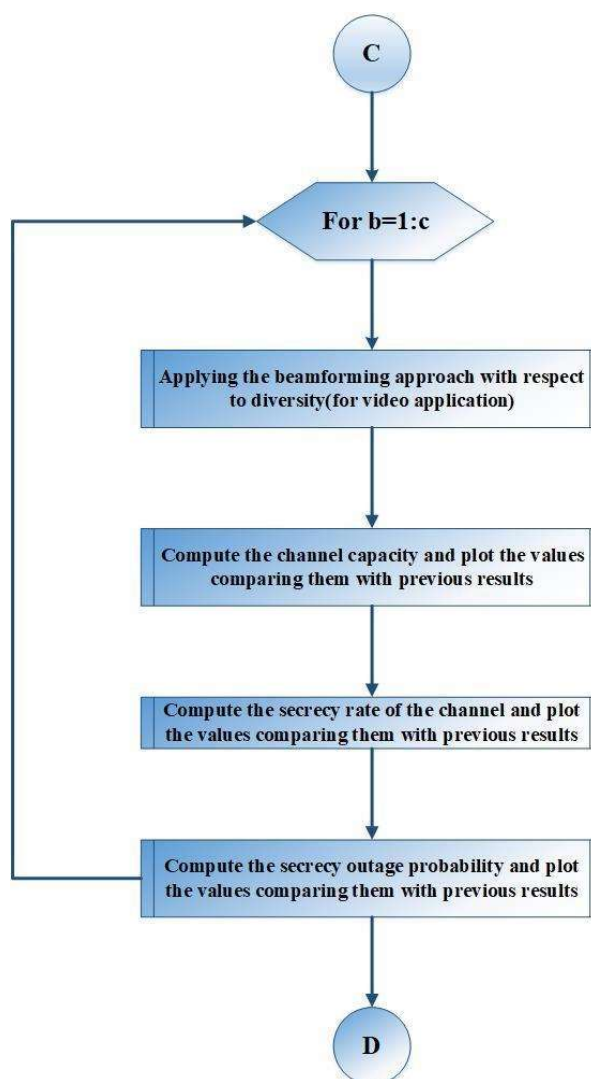 C
For b=1:c
Applying the beamforming approach with respect
to diversity(for video application)
Compute the channel capacity and plot the values
comparing them with previous results
Compute the secrecy rate of the channel and plot
the values comparing them with previous results
Compute the secrecy outage probability and plot
the values comparing them with previous results
D